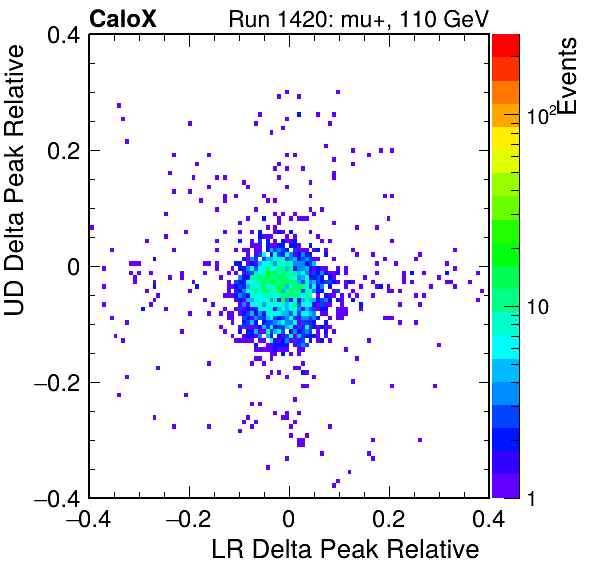 CaloX Run 1420: mu+, 110 GeV
0.4
0.2
0
−0.2
−0.4
−0.4 −0.2 0 0.2 0.4
UD Delta Peak Relative
LR Delta Peak Relative
10²
10
1
Events